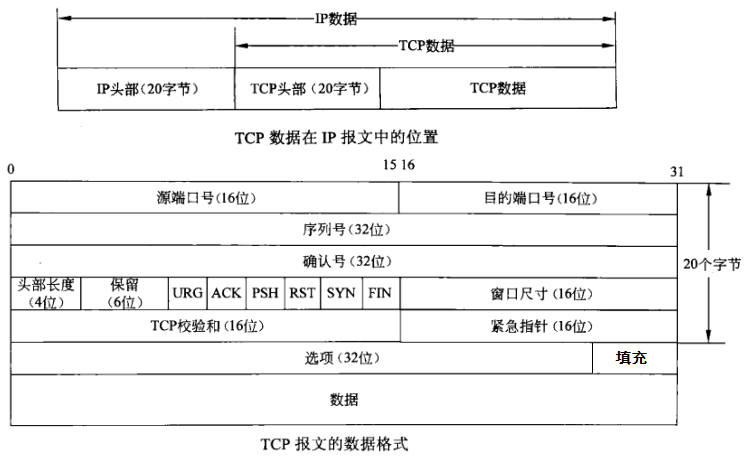 IP数据
TCP数据
IP头部(20字节) TCP头部(20字节) TCP数据
TCP 数据在 IP 报文中的位置
0 15 16 31
源端口号(16位) 目的端口号(16位)
序列号(32位)
确认号(32位)
20个字节
头部长度(4位) 保留(6位) URG ACK PSH RST SYN FIN 窗口尺寸(16位)
TCP校验和(16位) 紧急指针(16位)
选项(32位) 填充
数据
TCP 报文的数据格式